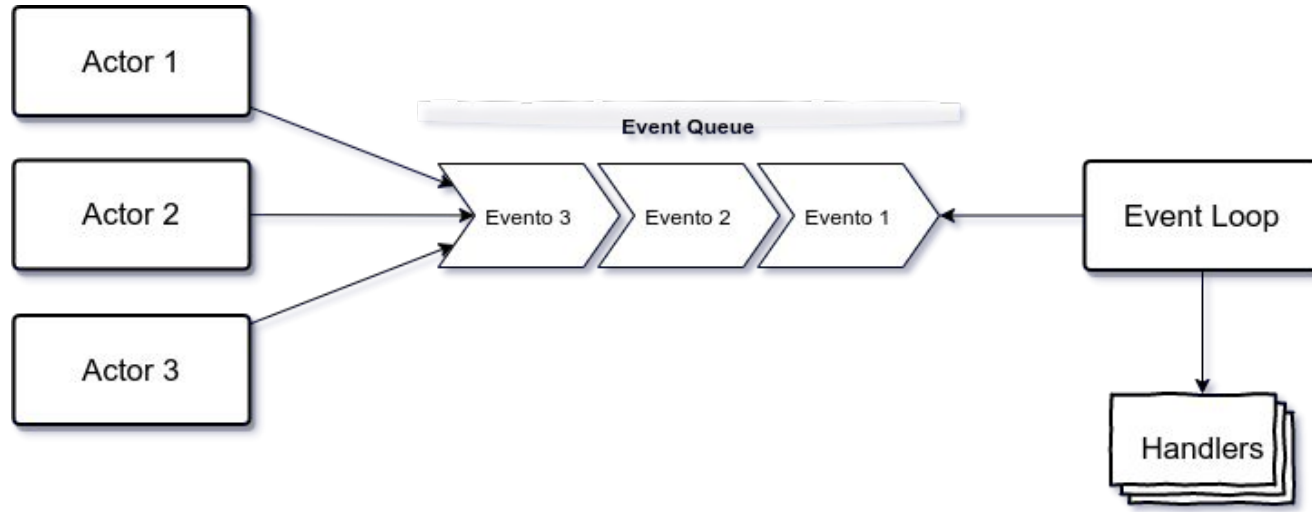 Actor 1
Event Queue
Actor 2
Evento 3
Evento 2
Evento 1
Event Loop
Actor 3
Handlers